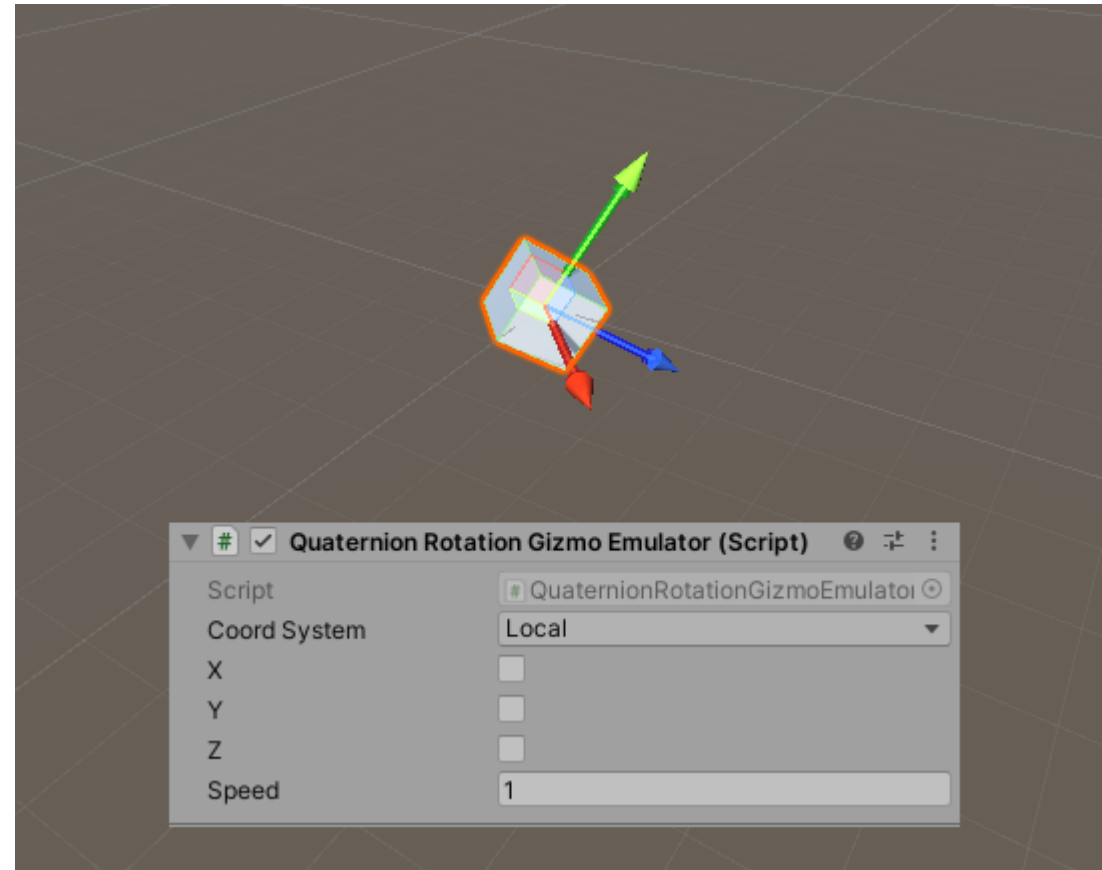 # Quaternion Rotation Gizmo Emulator (Script)
Script # QuaternionRotationGizmoEmulator
Coord System Local
X
Y
Z
Speed 1